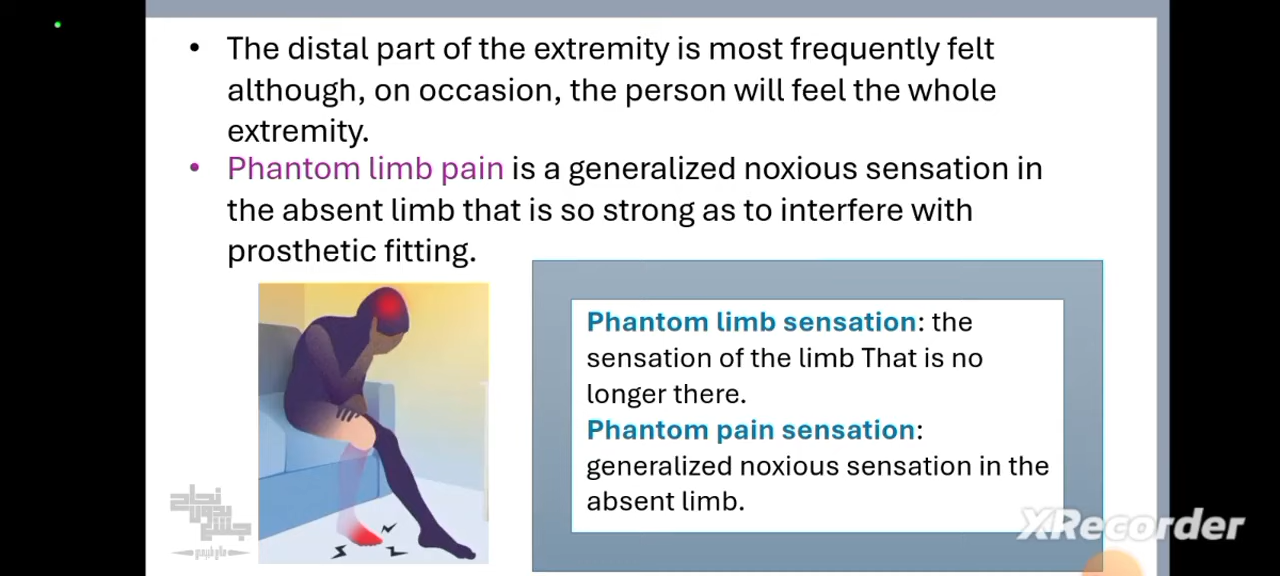 • The distal part of the extremity is most frequently felt
although, on occasion, the person will feel the whole
extremity.
• Phantom limb pain is a generalized noxious sensation in
the absent limb that is so strong as to interfere with
prosthetic fitting.
Phantom limb sensation: the
sensation of the limb That is no
longer there.
Phantom pain sensation:
generalized noxious sensation in the
absent limb.
XRecorder